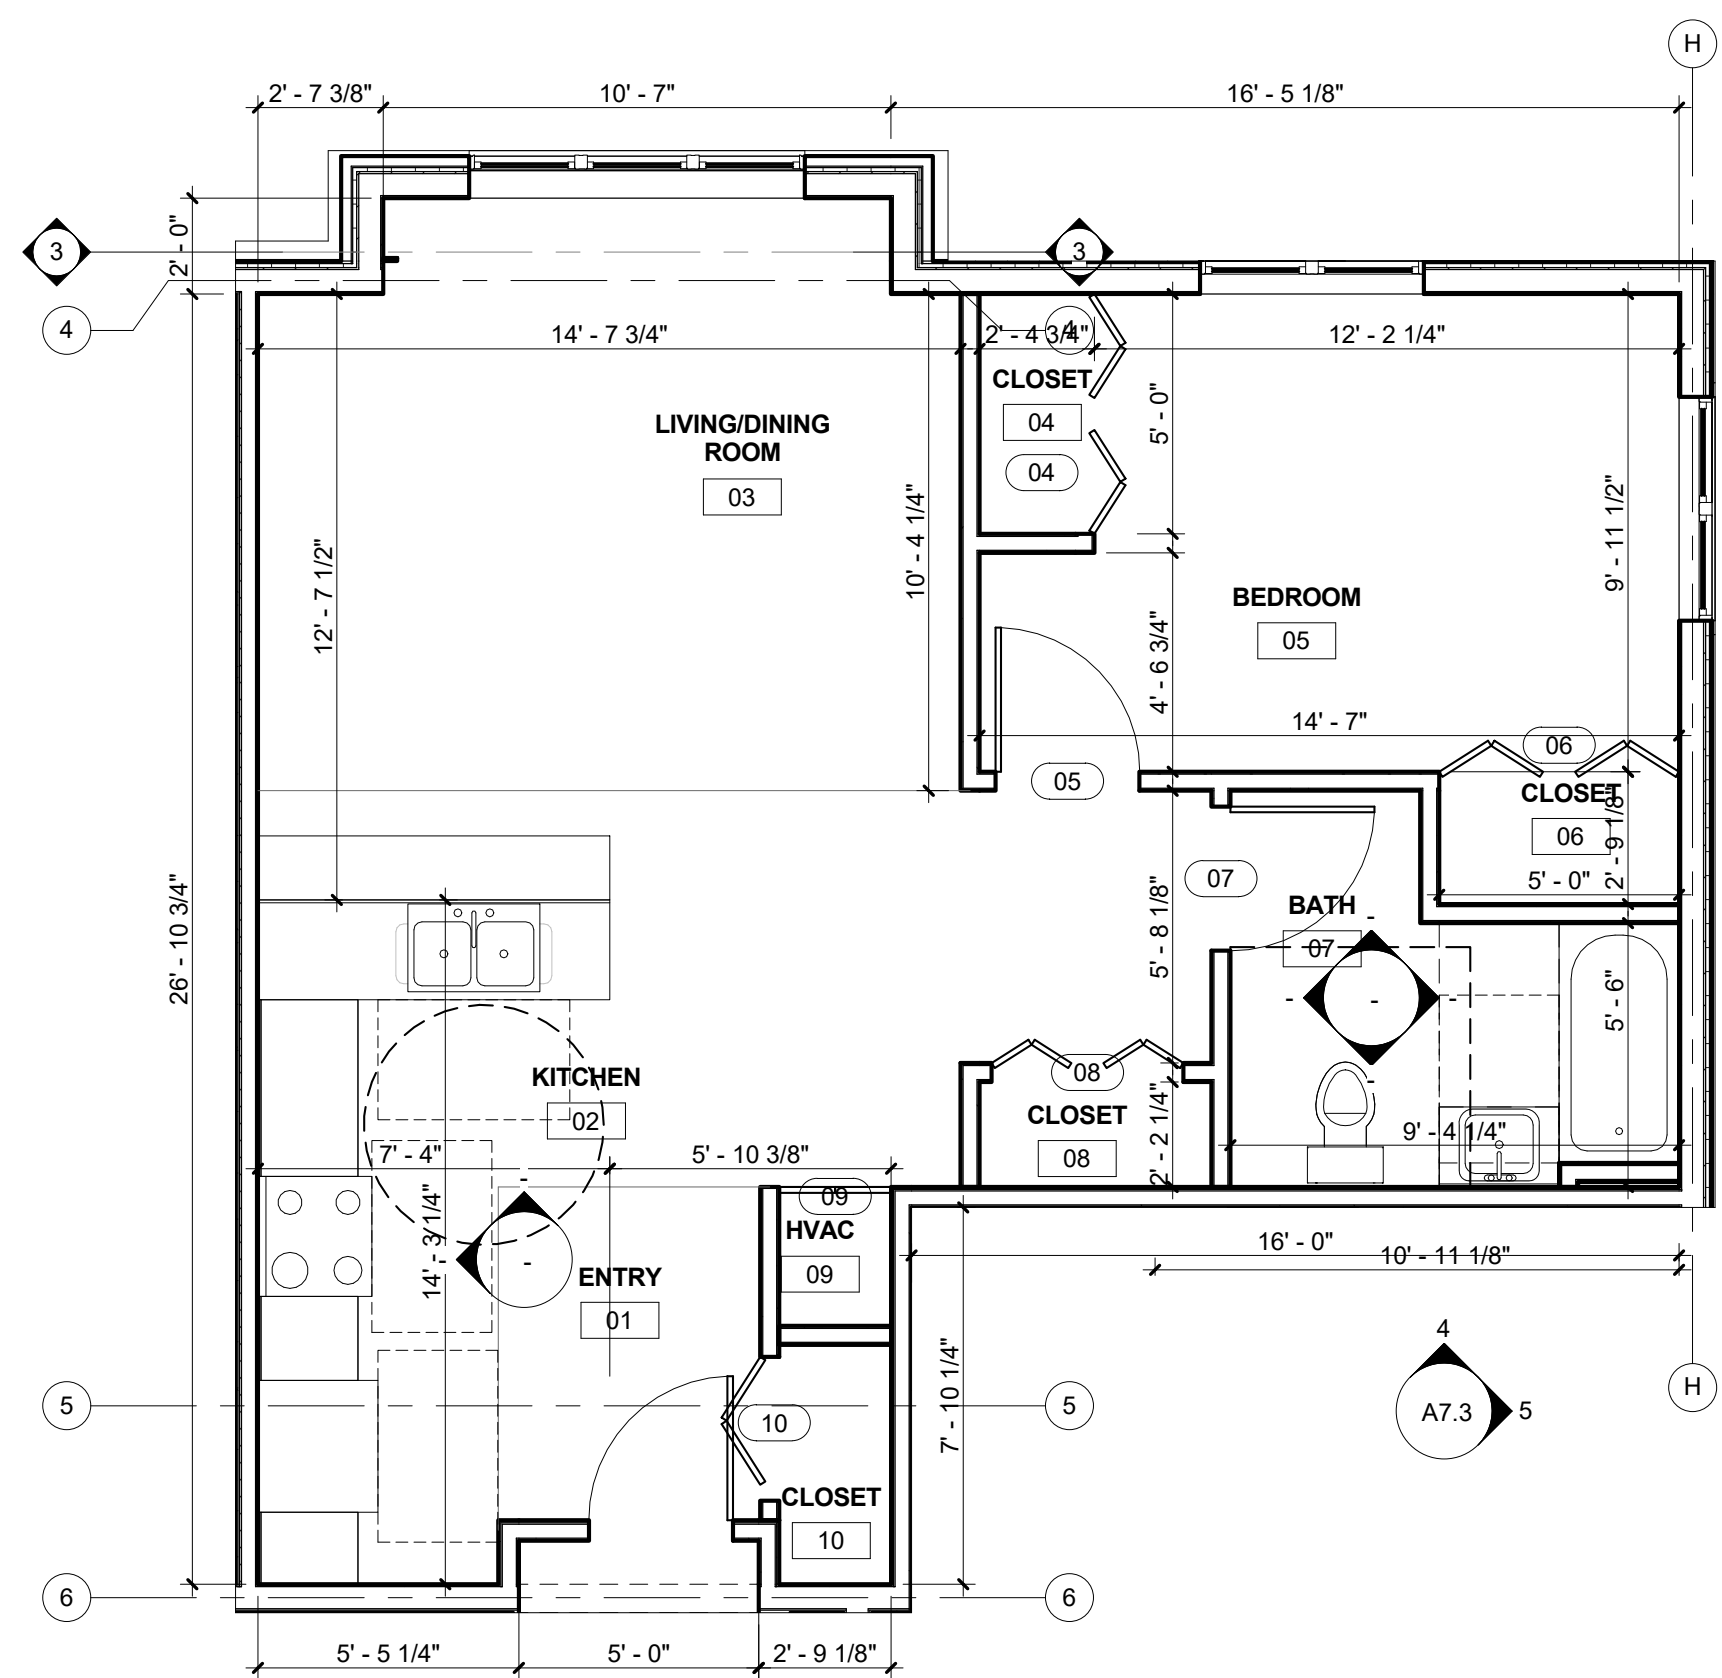 H
2' - 7 3/8"
10' - 7"
16' - 5 1/8"
2' - 0"
3
3
4
4
14' - 7 3/4"
2' - 4 3/4"
12' - 2 1/4"
CLOSET
04
04
5' - 0"
LIVING/DINING
ROOM
03
10' - 4 1/4"
9' - 11 1/2"
12' - 7 1/2"
BEDROOM
05
4' - 6 3/4"
14' - 7"
06
05
CLOSET
06
2' - 9 1/8"
5' - 0"
07
BATH
07
5' - 8 1/8"
26' - 10 3/4"
-
-
-
-
-
5' - 6"
KITCHEN
02
08
CLOSET
08
2' - 2 1/4"
9' - 4 1/4"
7' - 4"
5' - 10 3/8"
14' - 3 1/4"
-
-
-
09
HVAC
09
ENTRY
01
16' - 0"
10' - 11 1/8"
7' - 10 1/4"
4
A7.3
5
H
5
5
10
CLOSET
10
6
6
5' - 5 1/4"
5' - 0"
2' - 9 1/8"